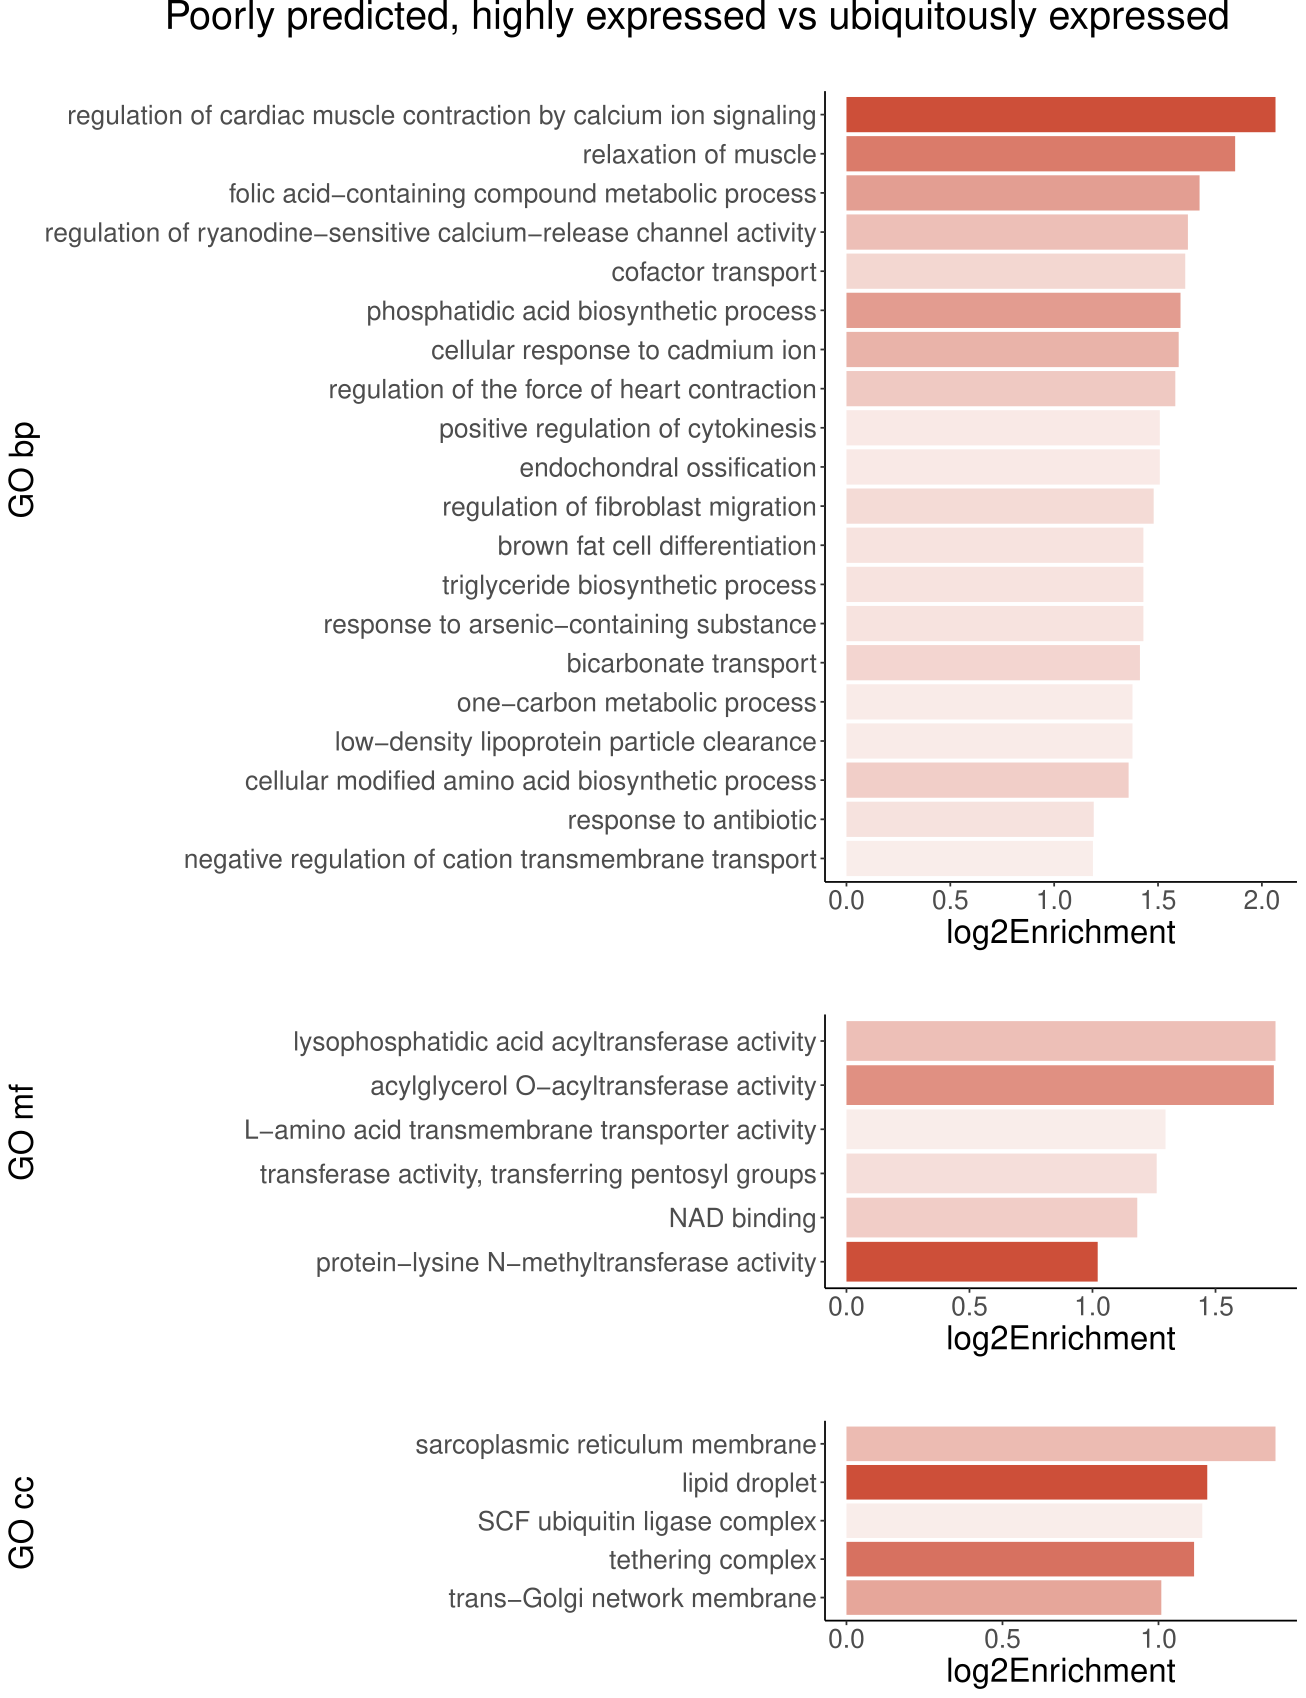 Poorly predicted, highly expressed vs ubiquitously expressed
GO bp
regulation of cardiac muscle contraction by calcium ion signaling
relaxation of muscle
folic acid−containing compound metabolic process
regulation of ryanodine−sensitive calcium−release channel activity
cofactor transport
phosphatidic acid biosynthetic process
cellular response to cadmium ion
regulation of the force of heart contraction
positive regulation of cytokinesis
endochondral ossification
regulation of fibroblast migration
brown fat cell differentiation
triglyceride biosynthetic process
response to arsenic−containing substance
bicarbonate transport
one−carbon metabolic process
low−density lipoprotein particle clearance
cellular modified amino acid biosynthetic process
response to antibiotic
negative regulation of cation transmembrane transport
0.0 0.5 1.0 1.5 2.0
log2Enrichment
GO mf
lysophosphatidic acid acyltransferase activity
acylglycerol O−acyltransferase activity
L−amino acid transmembrane transporter activity
transferase activity, transferring pentosyl groups
NAD binding
protein−lysine N−methyltransferase activity
0.0 0.5 1.0 1.5
log2Enrichment
GO cc
sarcoplasmic reticulum membrane
lipid droplet
SCF ubiquitin ligase complex
tethering complex
trans−Golgi network membrane
0.0 0.5 1.0
log2Enrichment